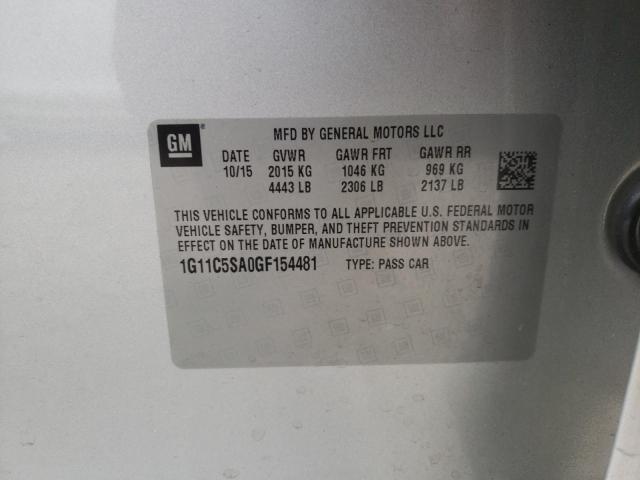 GM
MFD BY GENERAL MOTORS LLC
DATE GVWR GAWR FRT GAWR RR
10/15 2015 KG 1046 KG 969 KG
4443 LB 2306 LB 2137 LB
THIS VEHICLE CONFORMS TO ALL APPLICABLE U.S. FEDERAL MOTOR
VEHICLE SAFETY, BUMPER, AND THEFT PREVENTION STANDARDS IN
EFFECT ON THE DATE OF MANUFACTURE SHOWN ABOVE.
1G11C5SA0GF154481 TYPE: PASS CAR